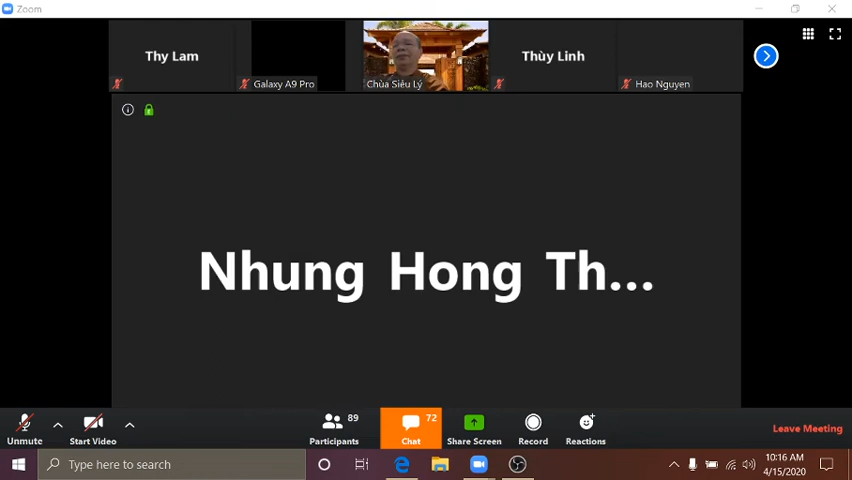 Zoom
Thy Lam
Galaxy A9 Pro
Chùa Siêu Lý
Thùy Linh
Hao Nguyen
Nhung Hong Th...
Unmute
Start Video
89
Participants
72
Chat
Share Screen
Record
Reactions
Leave Meeting
Type here to search
10:16 AM
4/15/2020